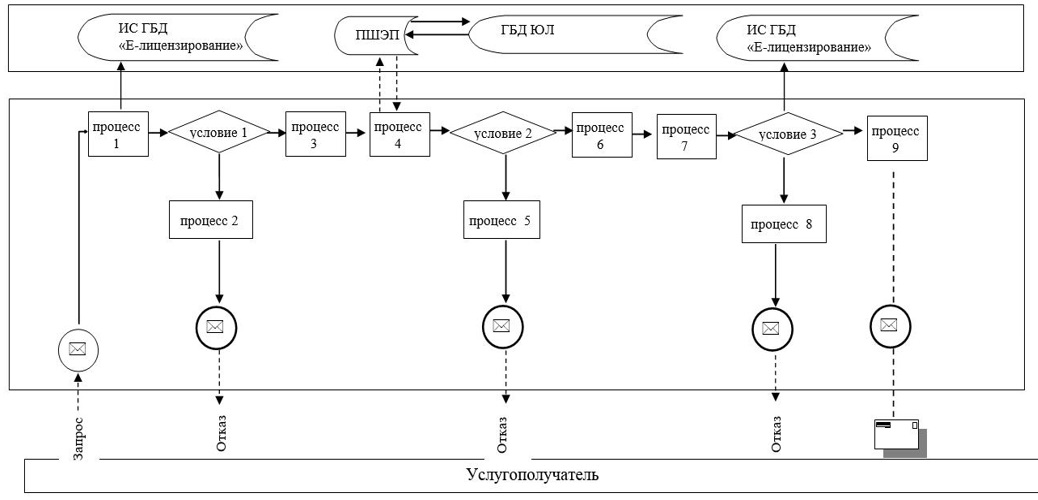 ИС ГБД
«Е-лицензирование»
ПШЭП
ГБД ЮЛ
ИС ГБД
«Е-лицензирование»
процесс
1
условие 1
процесс
3
процесс
4
условие 2
процесс
6
процесс
7
условие 3
процесс
9
процесс 2
процесс 5
процесс 8
Запрос
Отказ
Отказ
Отказ
Услугополучатель